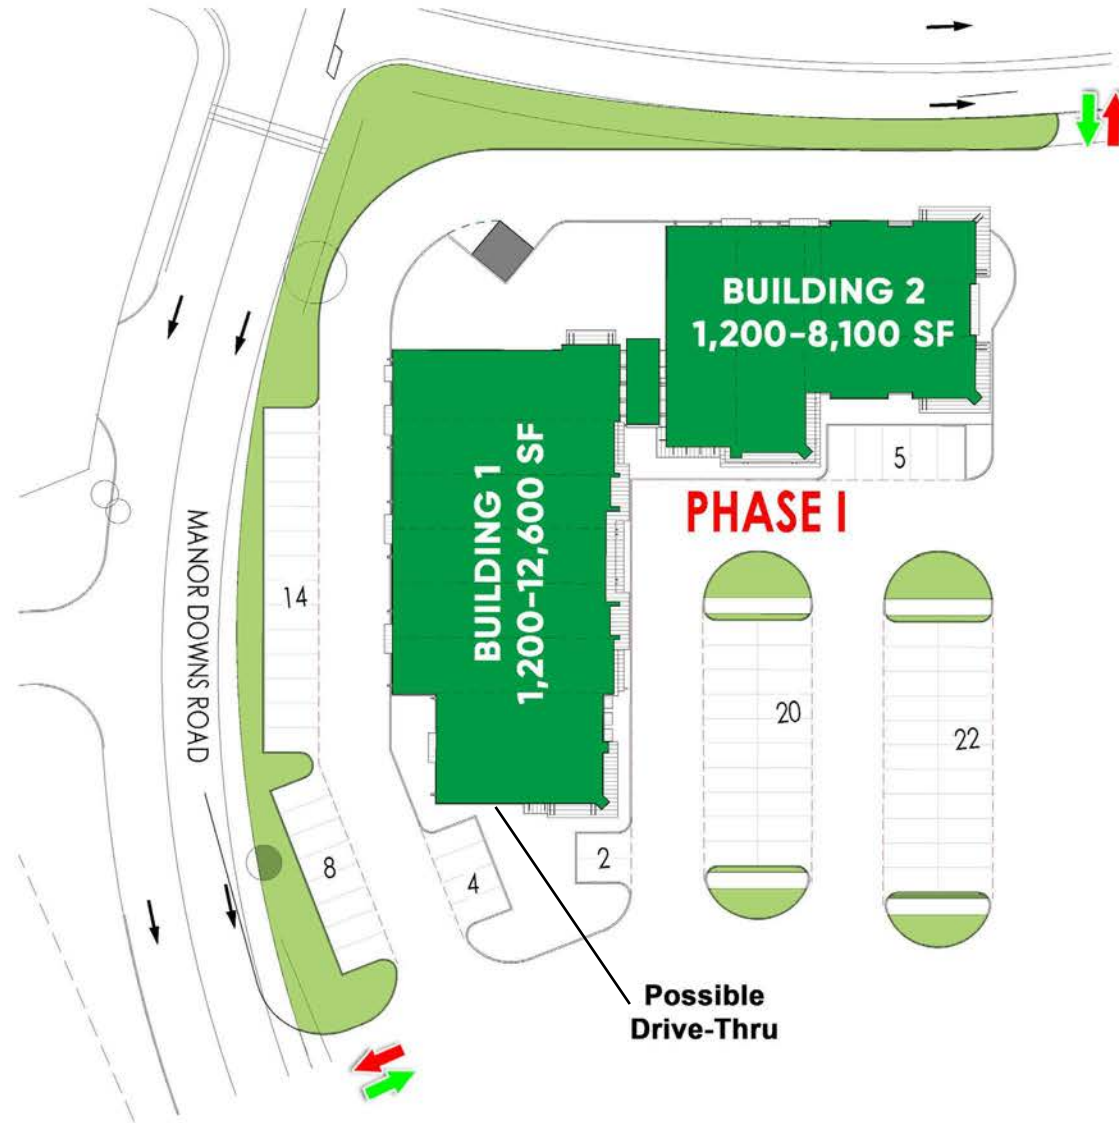 BUILDING 2
1,200-8,100 SF
5
PHASE I
BUILDING 1
1,200-12,600 SF
MANOR DOWNS ROAD
14
20
22
8
4
2
Possible
Drive-Thru